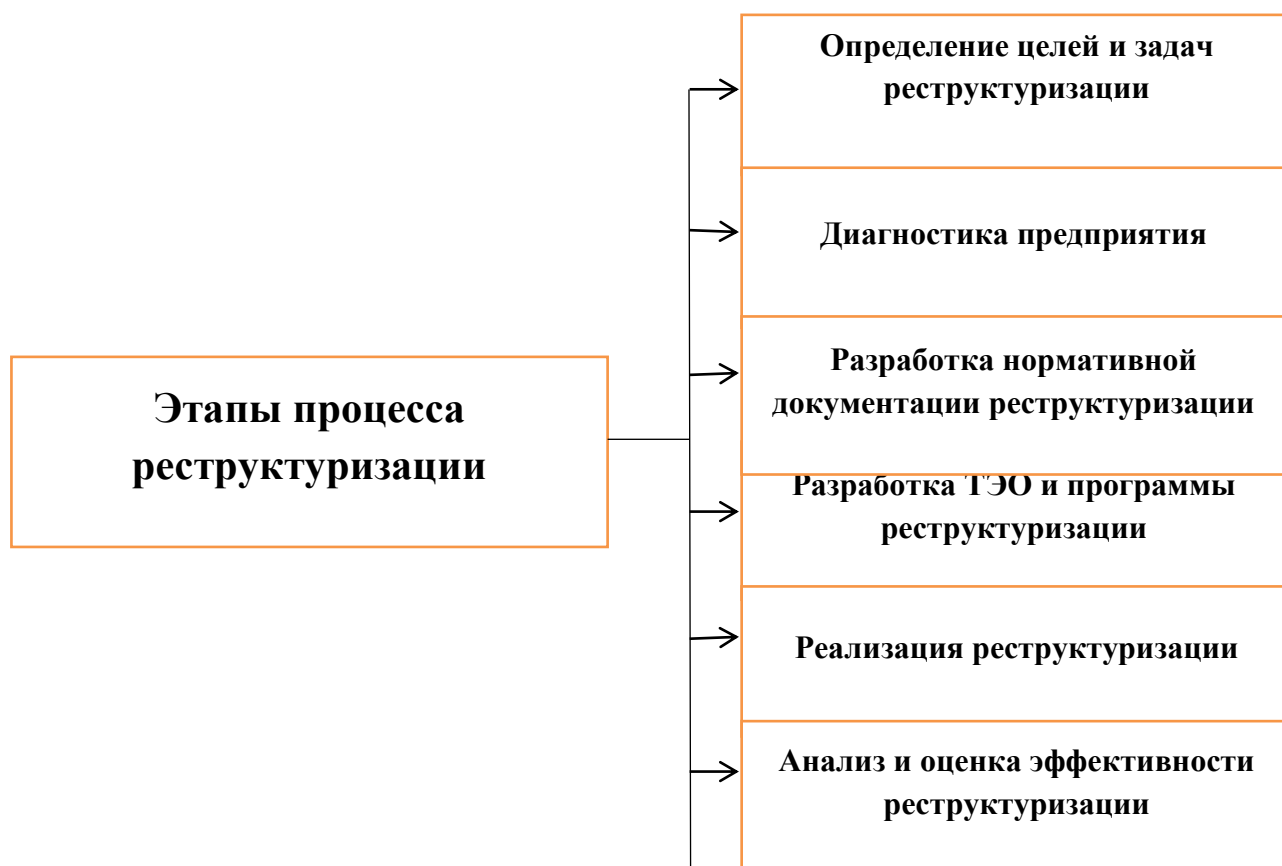 Определение целей и задач
реструктуризации
Диагностика предприятия
Разработка нормативной
документации реструктуризации
Этапы процесса
реструктуризации
Разработка ТЭО и программы
реструктуризации
Реализация реструктуризации
Анализ и оценка эффективности
реструктуризации